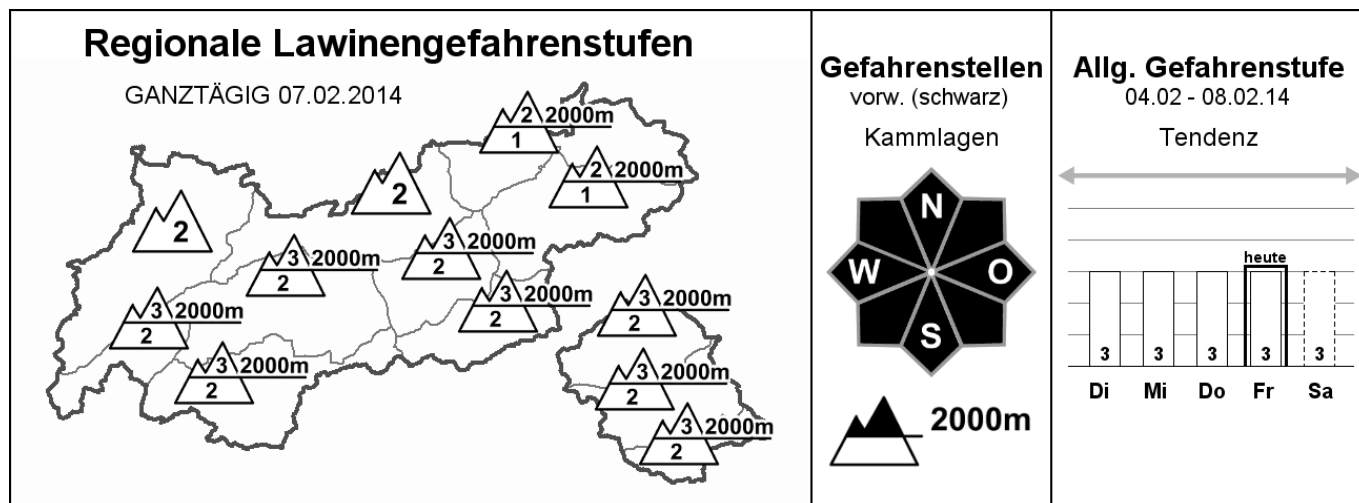 Regionale Lawinengefahrenstufen
GANZTÄGIG 07.02.2014
2 2000m
1
2 2000m
1
2
2
3 2000m
2
3 2000m
2
3 2000m
2
3 2000m
2
3 2000m
2
3 2000m
2
3 2000m
2
3 2000m
2
Gefahrenstellen
vorw. (schwarz)
Kammlagen
N
W O
S
2000m
Allg. Gefahrenstufe
04.02 - 08.02.14
Tendenz
heute
3 3 3 3 3
Di Mi Do Fr Sa